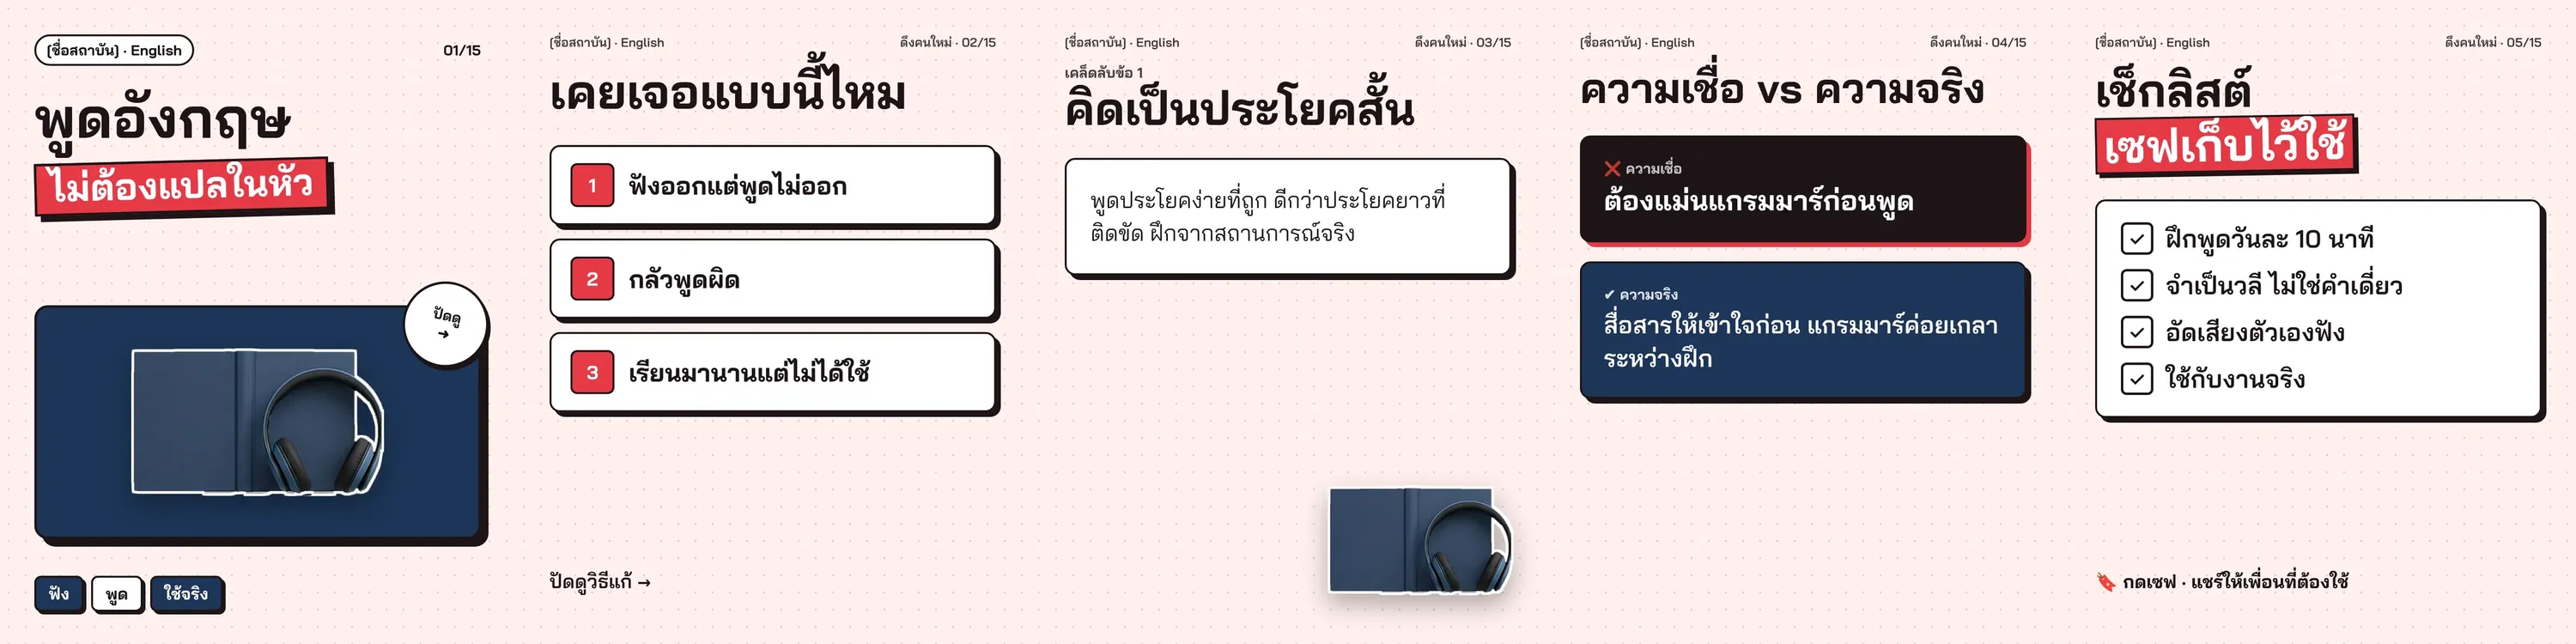 (ชื่อสถาบัน) · English
01/15
พูดอังกฤษ
ไม่ต้องแปลในหัว
ปัดดู
→
ฟัง
พูด
ใช้จริง
(ชื่อสถาบัน) · English
ดึงคนใหม่ · 02/15
เคยเจอแบบนี้ไหม
1 ฟังออกแต่พูดไม่ออก
2 กลัวพูดผิด
3 เรียนมานานแต่ไม่ได้ใช้
ปัดดูวิธีแก้ →
(ชื่อสถาบัน) · English
ดึงคนใหม่ · 03/15
เคล็ดลับข้อ 1
คิดเป็นประโยคสั้น
พูดประโยคง่ายที่ถูก ดีกว่าประโยคยาวที่
ติดขัด ฝึกจากสถานการณ์จริง
(ชื่อสถาบัน) · English
ดึงคนใหม่ · 04/15
ความเชื่อ vs ความจริง
❌ ความเชื่อ
ต้องแม่นแกรมมาร์ก่อนพูด
✔ ความจริง
สื่อสารให้เข้าใจก่อน แกรมมาร์ค่อยเกลา
ระหว่างฝึก
(ชื่อสถาบัน) · English
ดึงคนใหม่ · 05/15
เช็กลิสต์
เซฟเก็บไว้ใช้
ฝึกพูดวันละ 10 นาที
จำเป็นวลี ไม่ใช่คำเดี่ยว
อัดเสียงตัวเองฟัง
ใช้กับงานจริง
🔖 กดเซฟ · แชร์ให้เพื่อนที่ต้องใช้